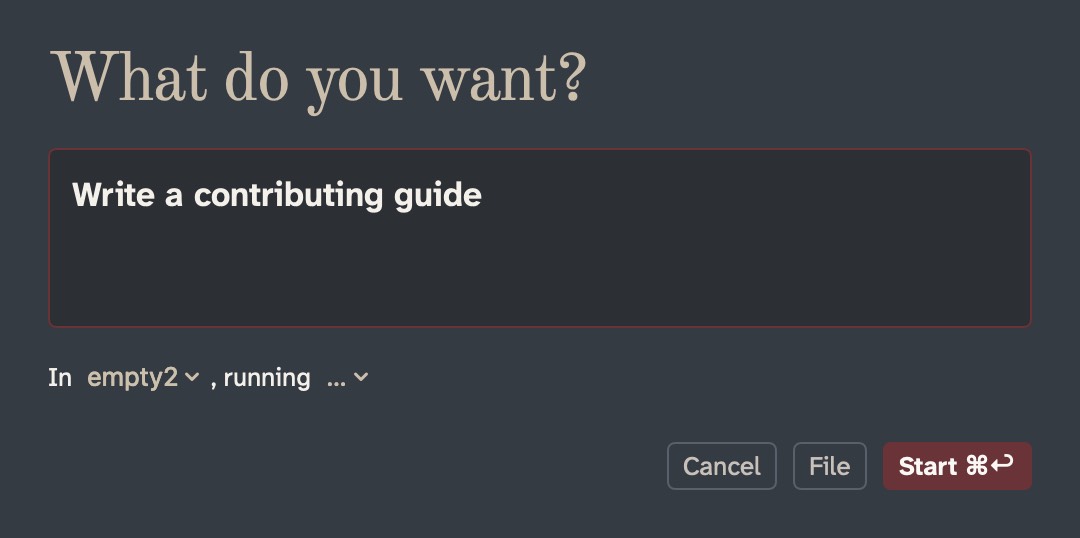 What do you want?
Write a contributing guide
In empty2 , running ...
Cancel File Start ⌘↩